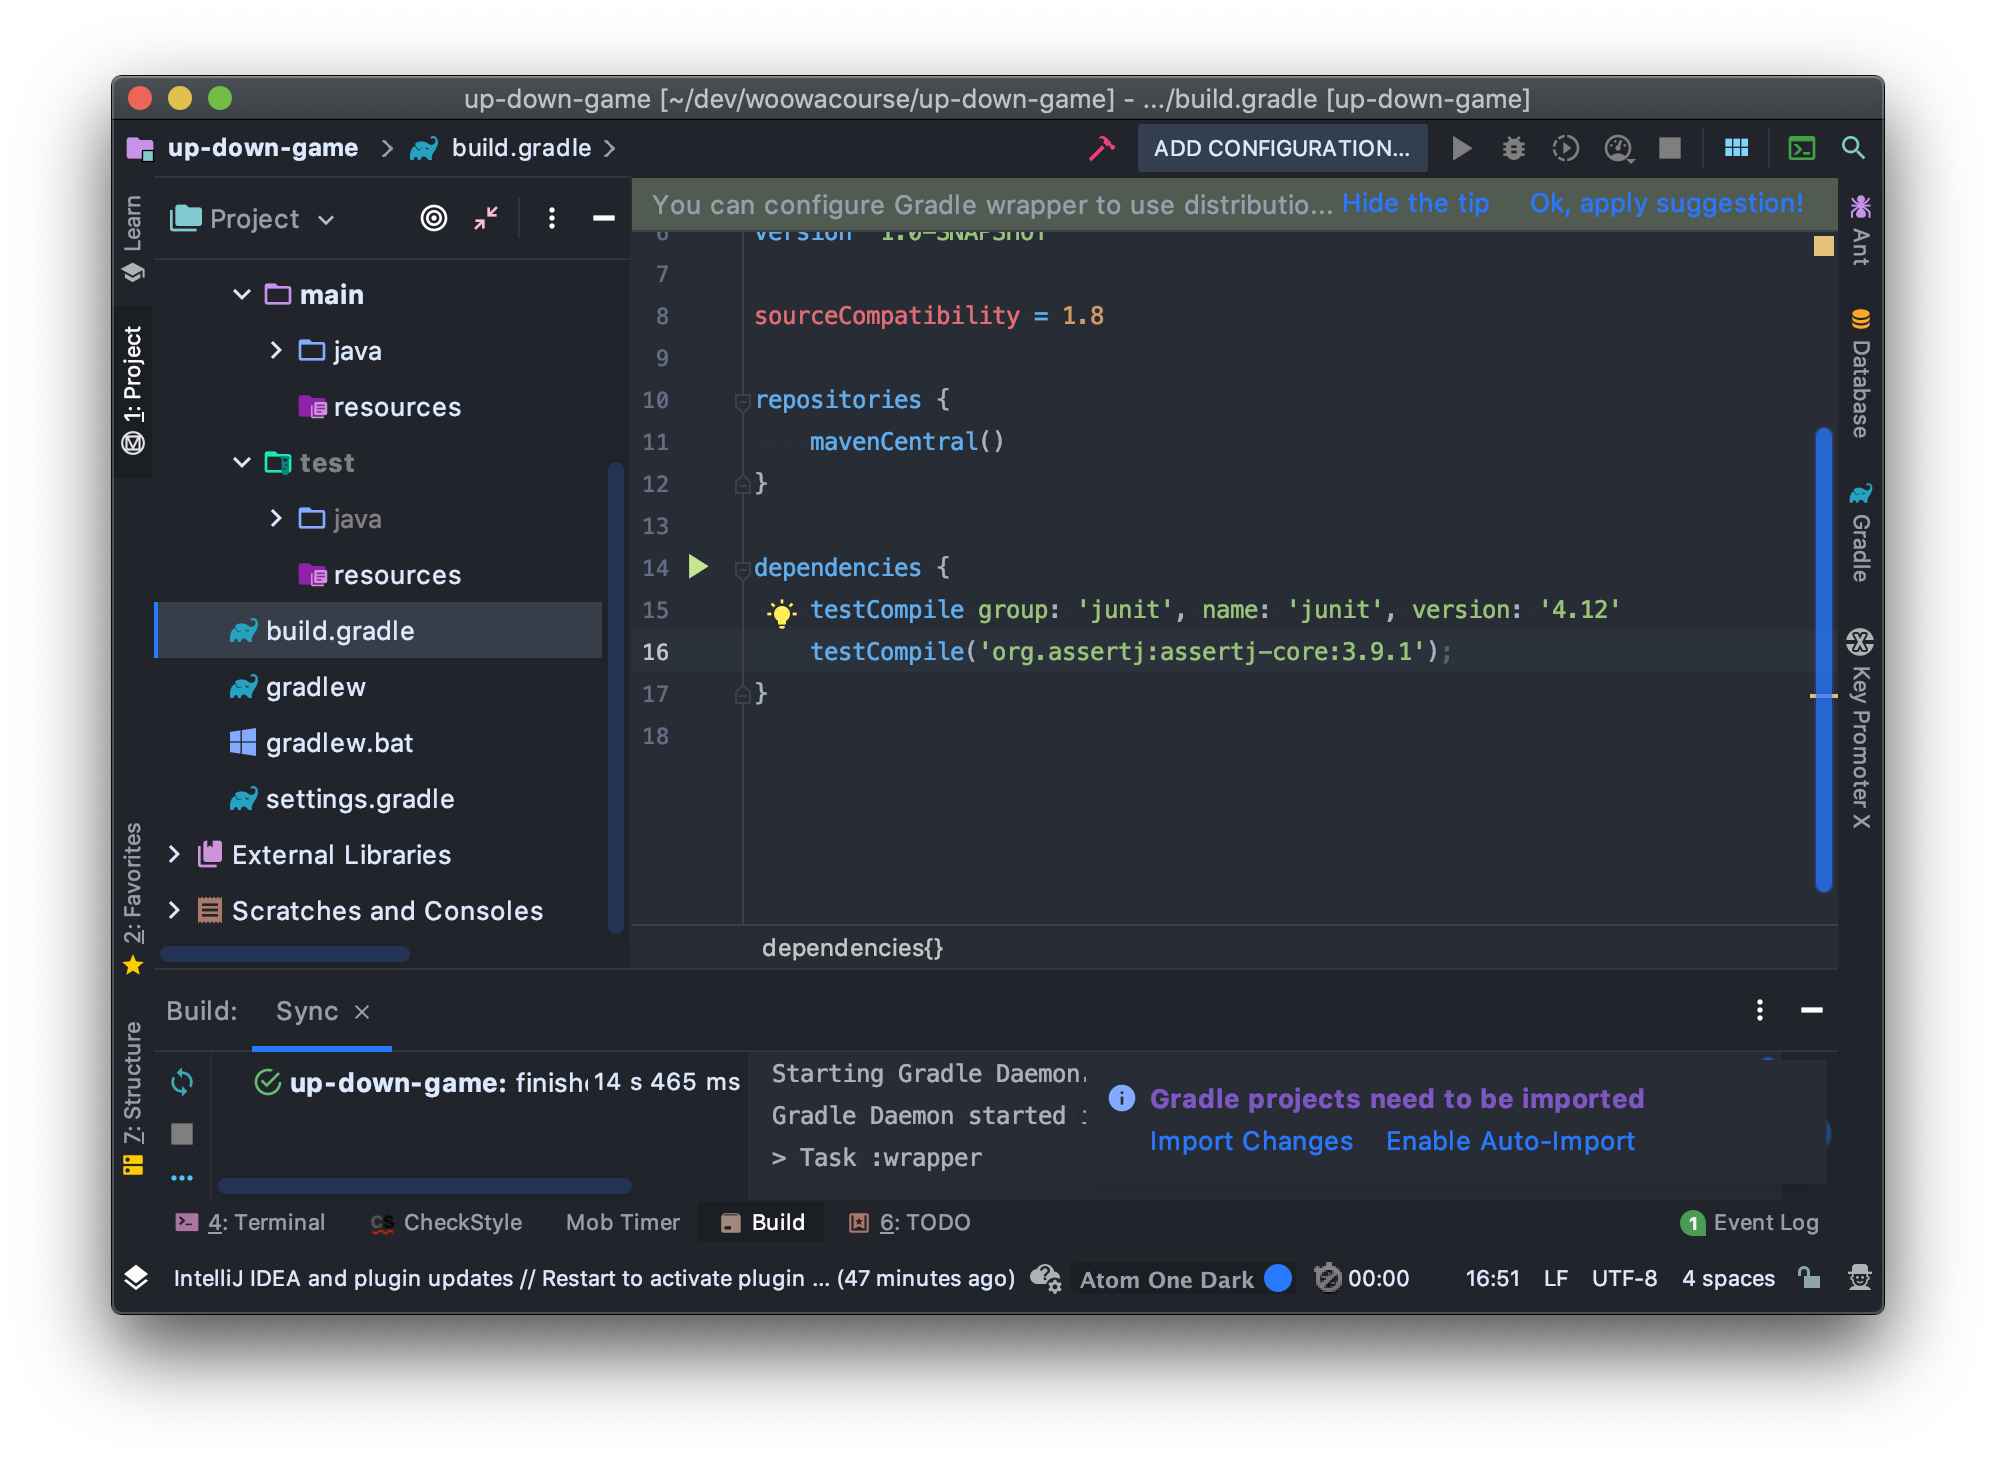 up-down-game [~/dev/woowacourse/up-down-game] - .../build.gradle [up-down-game]
up-down-game
build.gradle
ADD CONFIGURATION...
Learn
1: Project
2: Favorites
7: Structure
Project
main
java
resources
test
java
resources
build.gradle
gradlew
gradlew.bat
settings.gradle
External Libraries
Scratches and Consoles
You can configure Gradle wrapper to use distributio... Hide the tip Ok, apply suggestion!
6 version 1.0-SNAPSHOT
7
8 sourceCompatibility = 1.8
9
10 repositories {
11 mavenCentral()
12 }
13
14 dependencies {
15 testCompile group: 'junit', name: 'junit', version: '4.12'
16 testCompile('org.assertj:assertj-core:3.9.1');
17 }
18
dependencies{}
Ant
Database
Gradle
Key Promoter X
Build: Sync
up-down-game: finish 14 s 465 ms
Starting Gradle Daemon.
Gradle Daemon started
> Task :wrapper
Gradle projects need to be imported
Import Changes Enable Auto-Import
4: Terminal CS CheckStyle Mob Timer Build 6: TODO 1 Event Log
IntelliJ IDEA and plugin updates // Restart to activate plugin ... (47 minutes ago) Atom One Dark 00:00 16:51 LF UTF-8 4 spaces